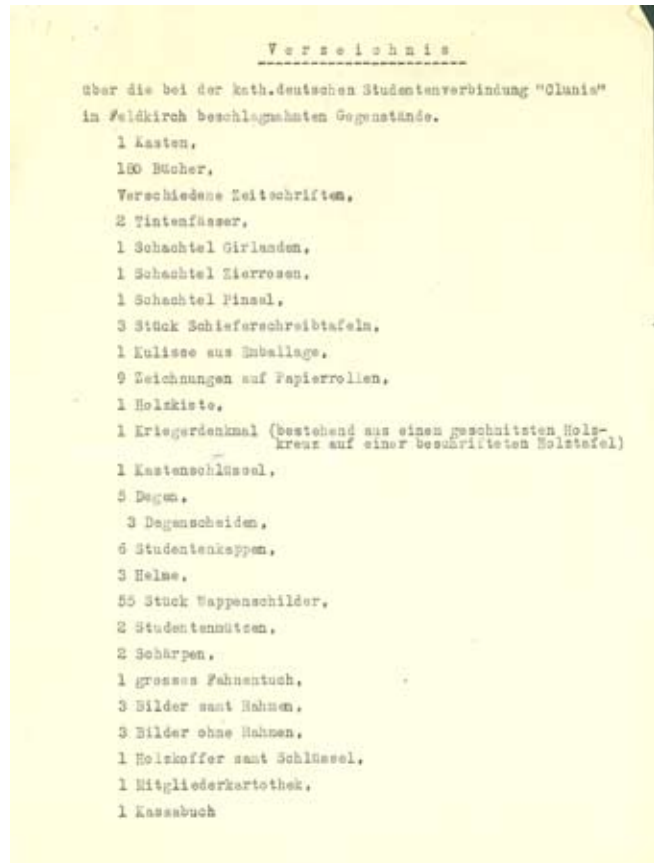 V e r z e i c h n i s
über die bei der kath.deutschen Studentenverbindung "Clunia"
in Feldkirch beschlagnahmten Gegenstände.
1 Kasten,
180 Bücher,
Verschiedene Zeitschriften,
2 Tintenfässer,
1 Schachtel Girlanden,
1 Schachtel Zierrosen,
1 Schachtel Pinsel,
3 Stück Schieferschreibtafeln,
1 Kulisse aus Emballage,
9 Zeichnungen auf Papierrollen,
1 Holzkiste,
1 Kriegerdenkmal (bestehend aus einen geschnitzten Holz-
kreuz auf einer beschrifteten Holztafel)
1 Kastenschlüssel,
5 Degen,
3 Degenscheiden,
6 Studentenkappen,
3 Helme,
55 Stück Wappenschilder,
2 Studentenmützen,
2 Schärpen,
1 grosses Fahnentuch,
3 Bilder samt Rahmen,
3 Bilder ohne Rahmen,
1 Holzkoffer samt Schlüssel,
1 Mitgliederkartothek,
1 Kassabuch